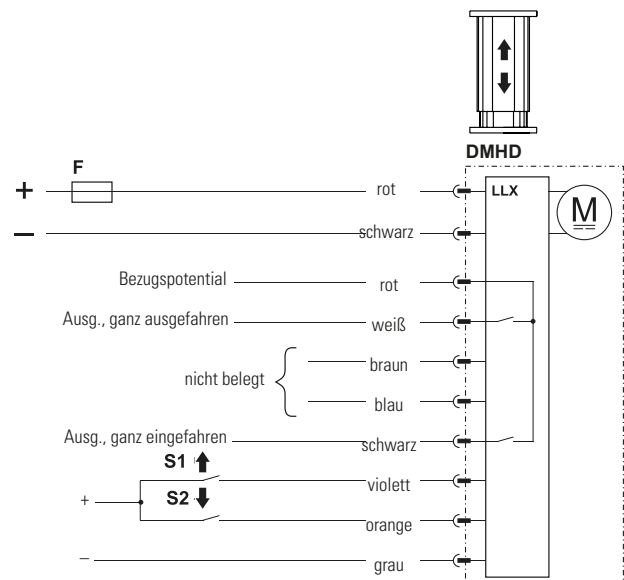 DMHD
F
+ rot LLX M
– schwarz
Bezugspotential rot
Ausg., ganz ausgefahren weiß
braun
nicht belegt
blau
Ausg., ganz eingefahren schwarz
S1 violett
+ S2
orange
– grau